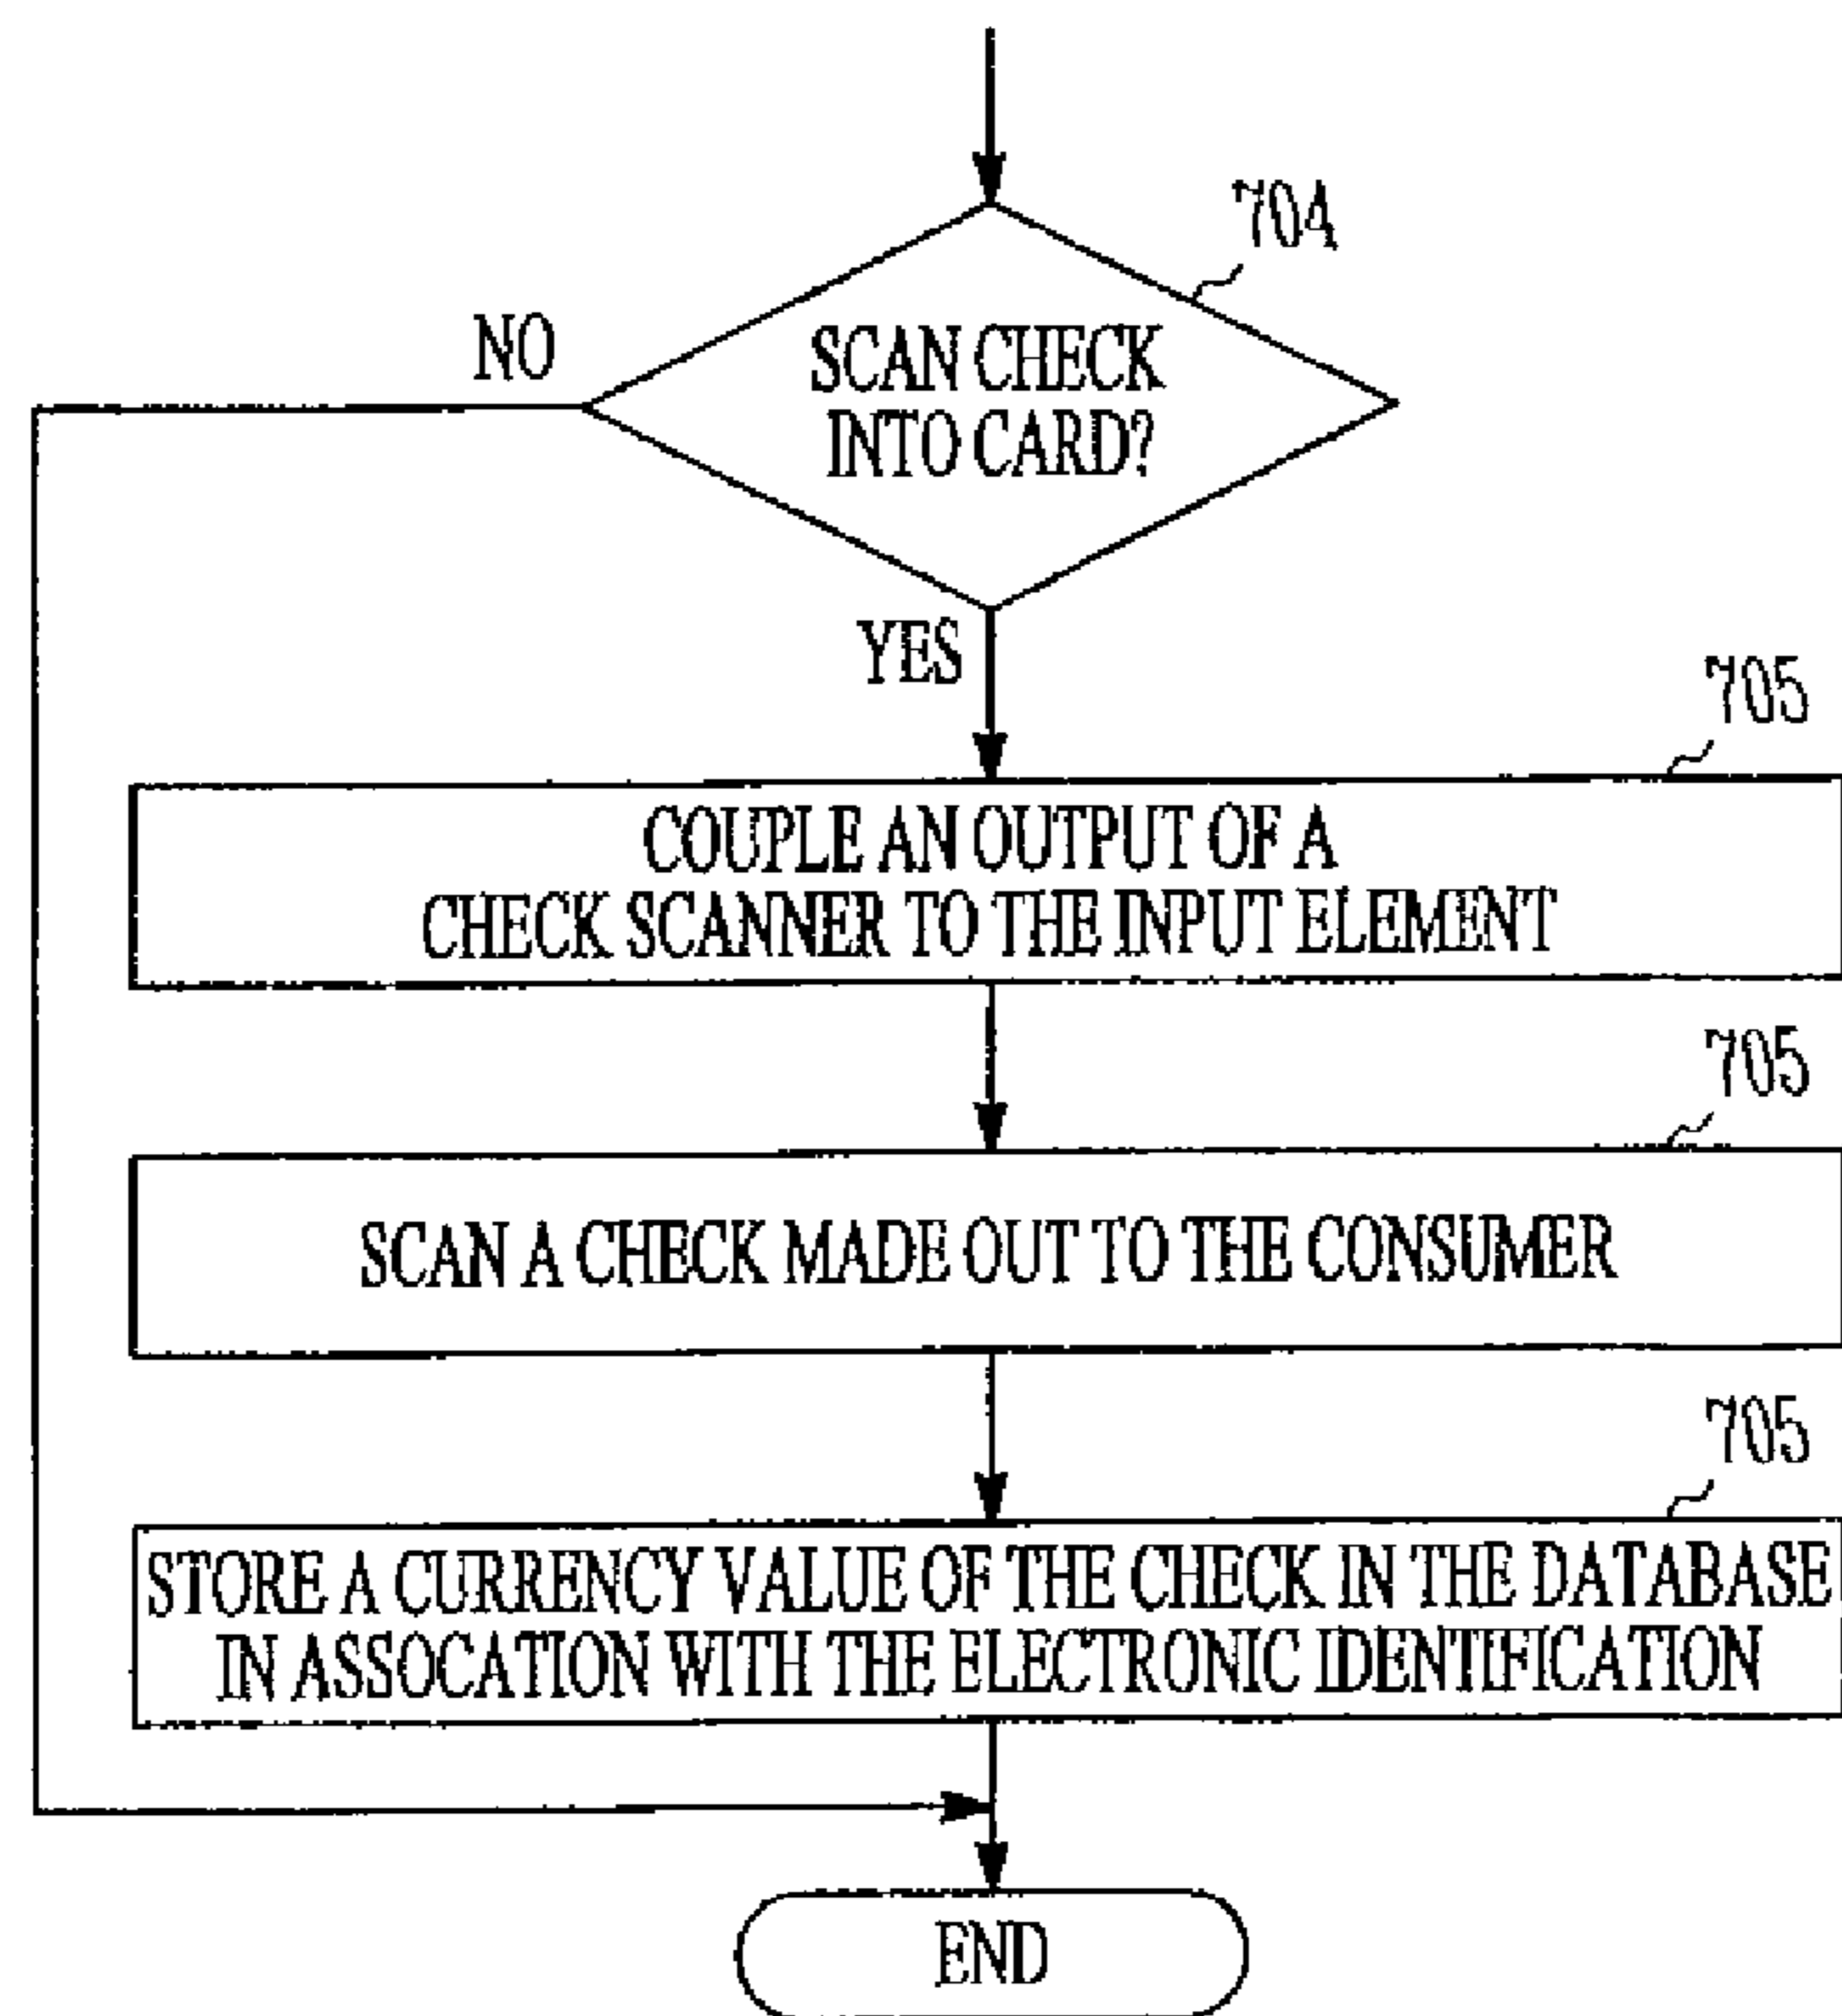 704
SCAN CHECK
INTO CARD?
NO
YES
705
COUPLE AN OUTPUT OF A
CHECK SCANNER TO THE INPUT ELEMENT
705
SCAN A CHECK MADE OUT TO THE CONSUMER
705
STORE A CURRENCY VALUE OF THE CHECK IN THE DATABASE
IN ASSOCATION WITH THE ELECTRONIC IDENTIFICATION
END